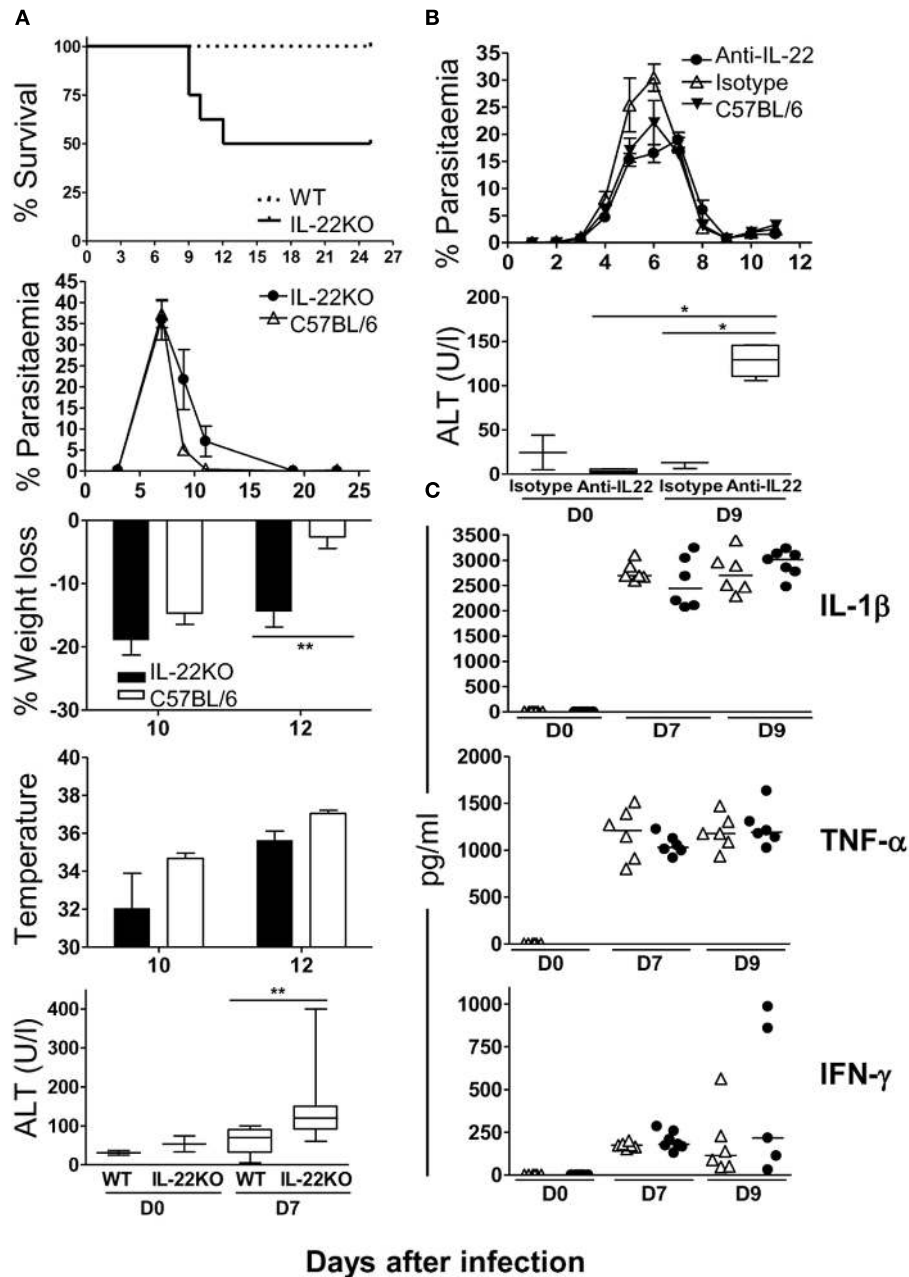 A
% Survival
100
75
50
25
0
WT
IL-22KO
0 3 6 9 12 15 18 21 24 27
% Parasitaemia
45
40
35
30
25
20
15
10
5
0
IL-22KO
C57BL/6
0 5 10 15 20 25
% Weight loss
0
-10
-20
-30
**
IL-22KO
C57BL/6
10 12
Temperature
40
38
36
34
32
30
10 12
ALT (U/l)
400
300
200
100
0
**
WT IL-22KO WT IL-22KO
D0 D7
B
% Parasitaemia
35
30
25
20
15
10
5
0
Anti-IL-22
Isotype
C57BL/6
0 2 4 6 8 10 12
ALT (U/l)
200
150
100
50
0
*
*
Isotype Anti-IL22 Isotype Anti-IL22
D0 D9
C
pg/ml
3500
3000
2500
2000
1500
1000
500
0
D0 D7 D9
IL-1β
2000
1500
1000
500
0
D0 D7 D9
TNF-α
1000
750
500
250
0
D0 D7 D9
IFN-γ
Days after infection